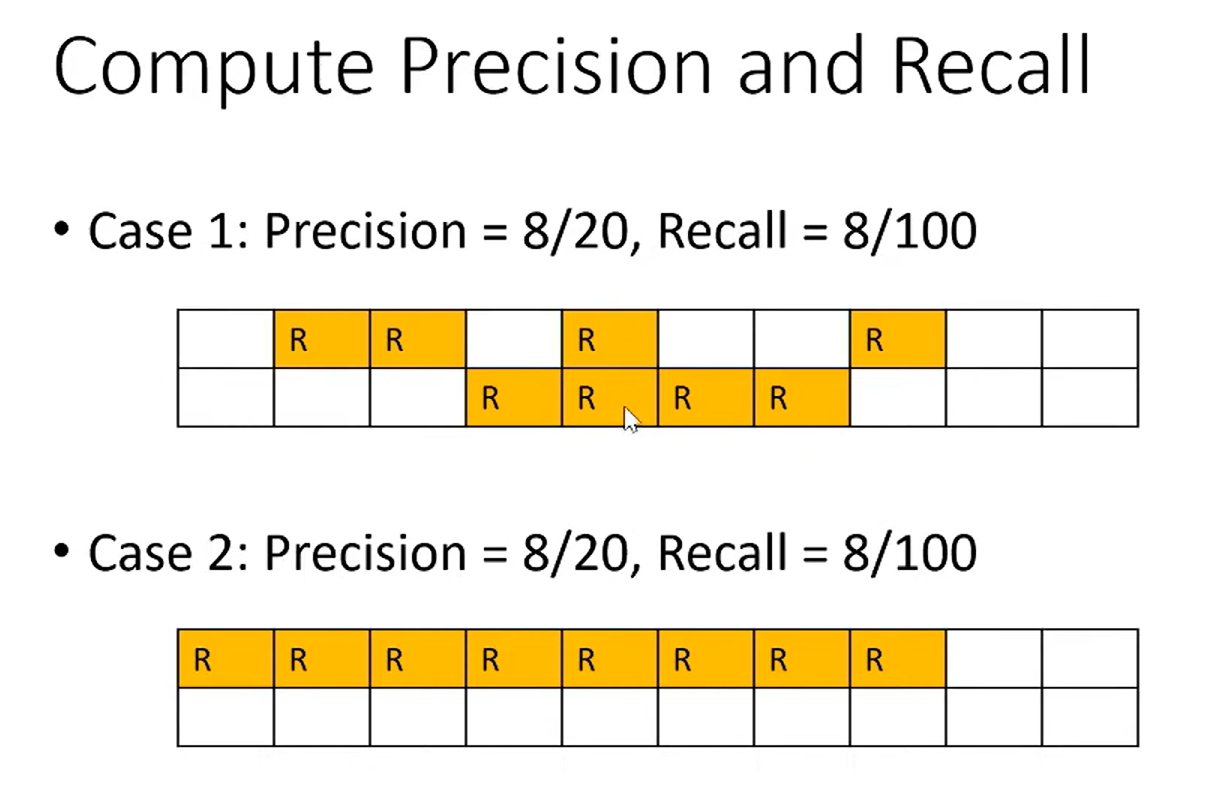 Compute Precision and Recall
• Case 1: Precision = 8/20, Recall = 8/100
R R R R
R R R R
• Case 2: Precision = 8/20, Recall = 8/100
R R R R R R R R